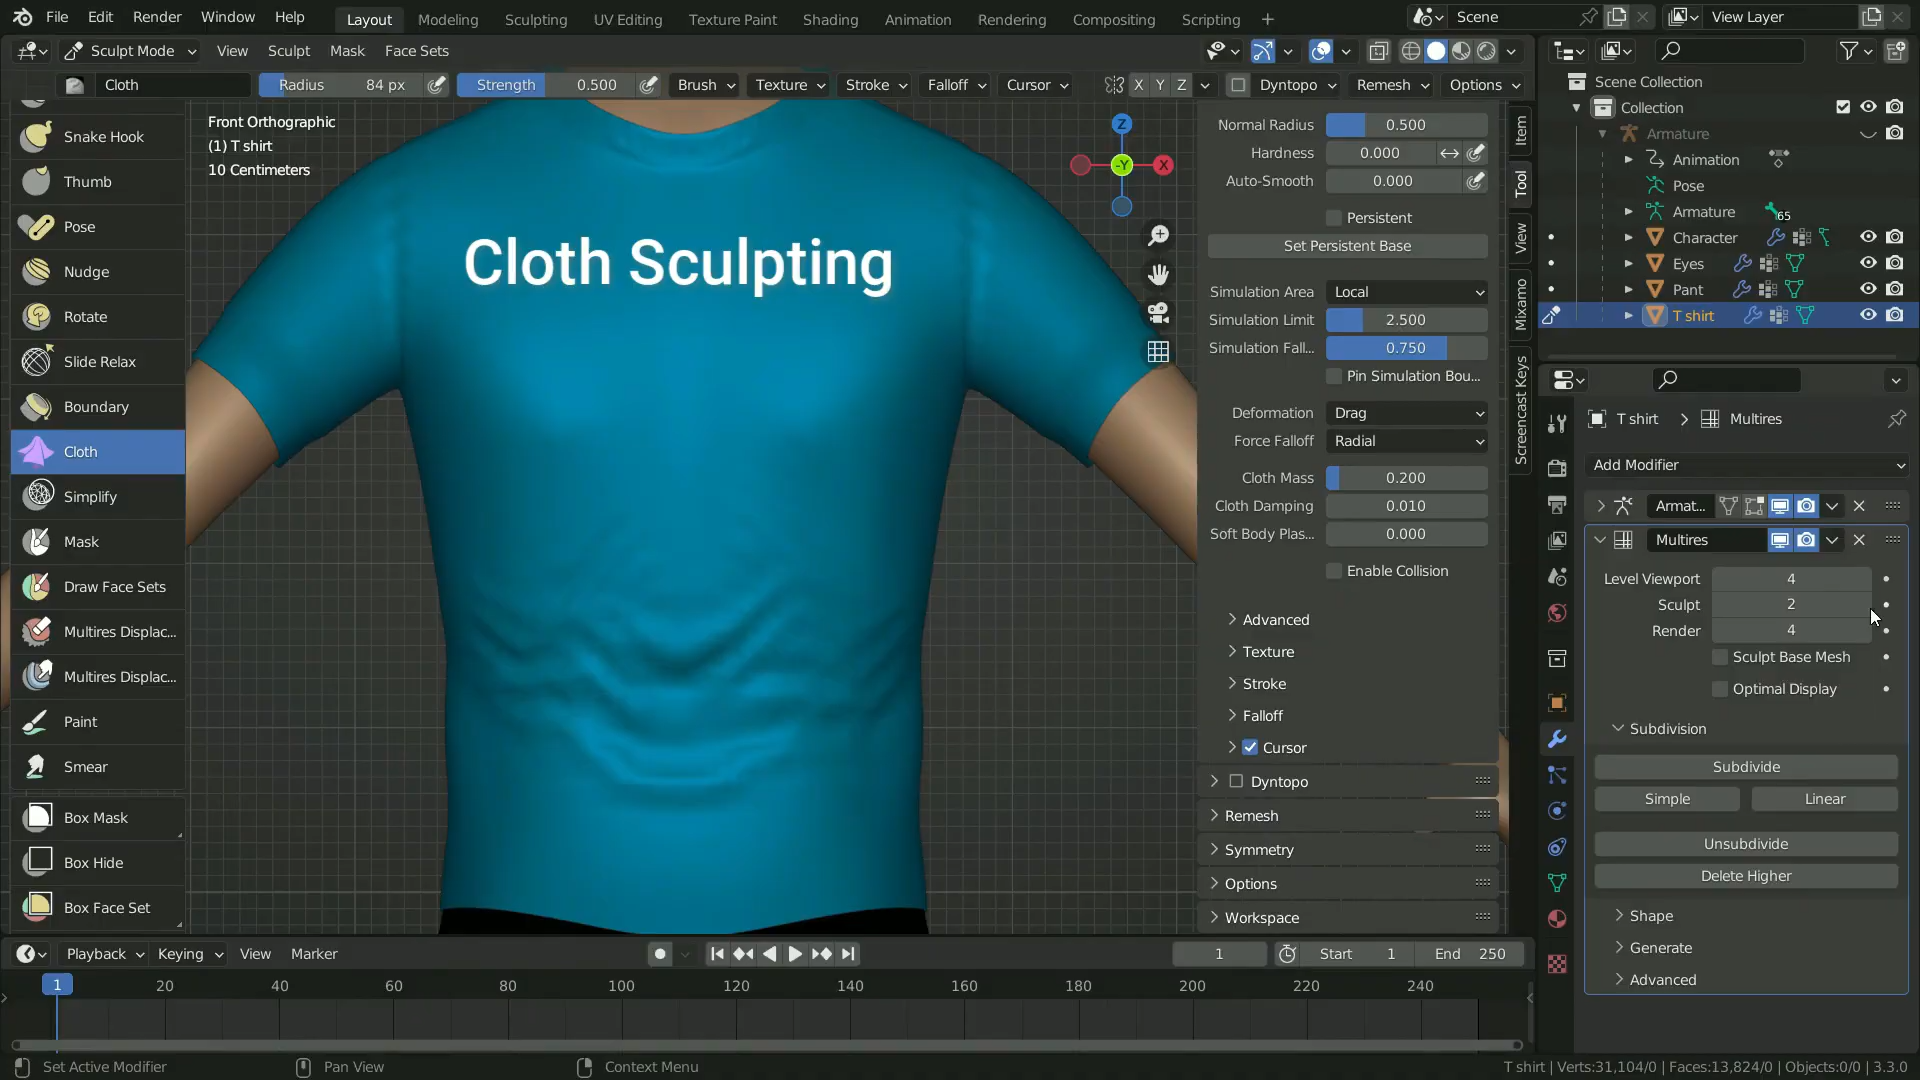 File Edit Render Window Help Layout Modeling Sculpting UV Editing Texture Paint Shading Animation Rendering Compositing Scripting Scene View Layer
Sculpt Mode View Sculpt Mask Face Sets
Cloth Radius 84 px Strength 0.500 Brush Texture Stroke Falloff Cursor X Y Z Dyntopo Remesh Options
Snake Hook
Thumb
Pose
Nudge
Rotate
Slide Relax
Boundary
Cloth
Simplify
Mask
Draw Face Sets
Multires Displac...
Multires Displac...
Paint
Smear
Box Mask
Box Hide
Box Face Set
Front Orthographic
(1) T shirt
10 Centimeters
Z
-Y
X
Cloth Sculpting
Normal Radius 0.500
Hardness 0.000
Auto-Smooth 0.000
Persistent
Set Persistent Base
Simulation Area Local
Simulation Limit 2.500
Simulation Fall... 0.750
Pin Simulation Bou...
Deformation Drag
Force Falloff Radial
Cloth Mass 0.200
Cloth Damping 0.010
Soft Body Plas... 0.000
Enable Collision
Advanced
Texture
Stroke
Falloff
Cursor
Dyntopo
Remesh
Symmetry
Options
Workspace
Item
Tool
View
Mixamo
Screencast Keys
Scene Collection
Collection
Armature
Animation
Pose
Armature 65
Character
Eyes
Pant
T shirt
T shirt Multires
Add Modifier
Armat...
Multires
Level Viewport 4
Sculpt 2
Render 4
Sculpt Base Mesh
Optimal Display
Subdivision
Subdivide
Simple Linear
Unsubdivide
Delete Higher
Shape
Generate
Advanced
Playback Keying View Marker 1 Start 1 End 250
1 20 40 60 80 100 120 140 160 180 200 220 240
Set Active Modifier Pan View Context Menu T shirt | Verts:31,104/0 | Faces:13,824/0 | Objects:0/0 | 3.3.0